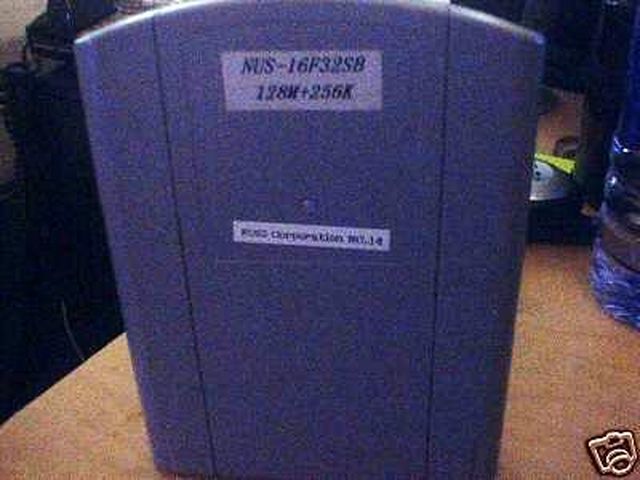 NUS-16F32SB
128M+256K
Corporation NO.14